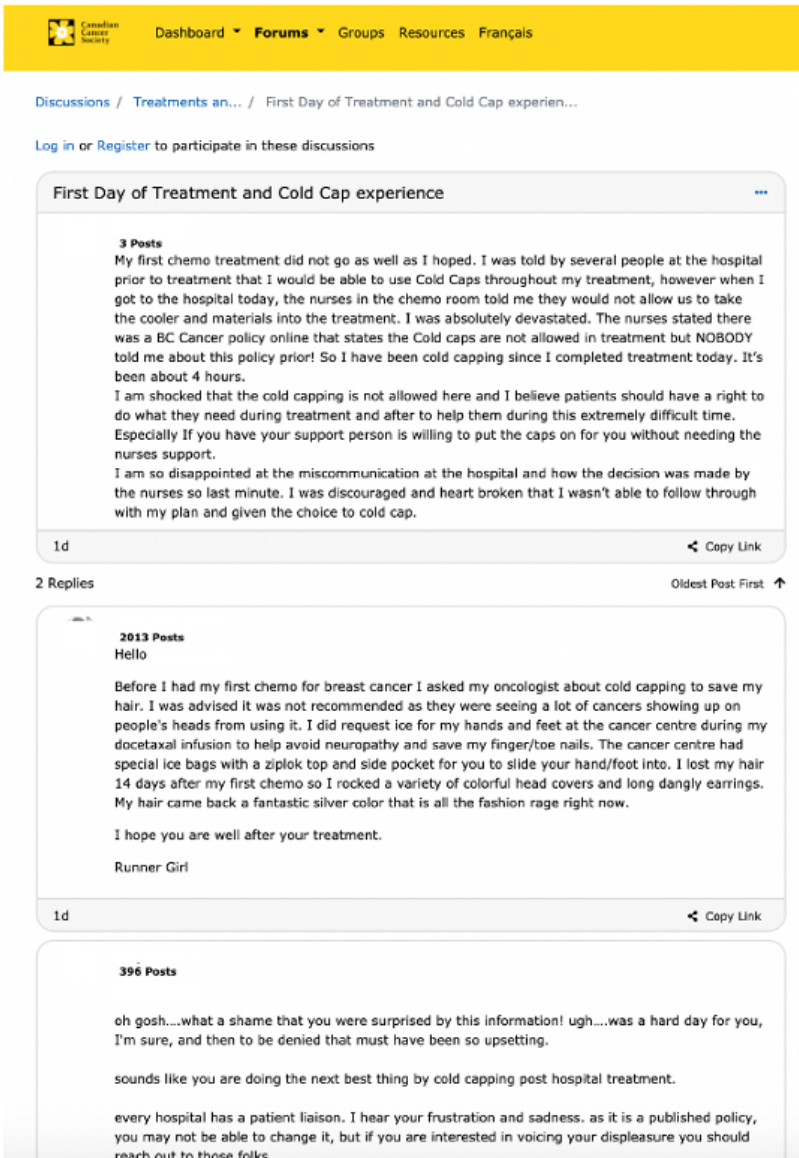 Canadian
Cancer
Society
Dashboard Forums Groups Resources Français
Discussions / Treatments an... / First Day of Treatment and Cold Cap experien...
Log in or Register to participate in these discussions
First Day of Treatment and Cold Cap experience
3 Posts
My first chemo treatment did not go as well as I hoped. I was told by several people at the hospital
prior to treatment that I would be able to use Cold Caps throughout my treatment, however when I
got to the hospital today, the nurses in the chemo room told me they would not allow us to take
the cooler and materials into the treatment. I was absolutely devastated. The nurses stated there
was a BC Cancer policy online that states the Cold caps are not allowed in treatment but NOBODY
told me about this policy prior! So I have been cold capping since I completed treatment today. It's
been about 4 hours.
I am shocked that the cold capping is not allowed here and I believe patients should have a right to
do what they need during treatment and after to help them during this extremely difficult time.
Especially If you have your support person is willing to put the caps on for you without needing the
nurses support.
I am so disappointed at the miscommunication at the hospital and how the decision was made by
the nurses so last minute. I was discouraged and heart broken that I wasn't able to follow through
with my plan and given the choice to cold cap.
1d Copy Link
2 Replies Oldest Post First
2013 Posts
Hello
Before I had my first chemo for breast cancer I asked my oncologist about cold capping to save my
hair. I was advised it was not recommended as they were seeing a lot of cancers showing up on
people's heads from using it. I did request ice for my hands and feet at the cancer centre during my
docetaxal infusion to help avoid neuropathy and save my finger/toe nails. The cancer centre had
special ice bags with a ziplok top and side pocket for you to slide your hand/foot into. I lost my hair
14 days after my first chemo so I rocked a variety of colorful head covers and long dangly earrings.
My hair came back a fantastic silver color that is all the fashion rage right now.
I hope you are well after your treatment.
Runner Girl
1d Copy Link
396 Posts
oh gosh....what a shame that you were surprised by this information! ugh....was a hard day for you,
I'm sure, and then to be denied that must have been so upsetting.
sounds like you are doing the next best thing by cold capping post hospital treatment.
every hospital has a patient liaison. I hear your frustration and sadness. as it is a published policy,
you may not be able to change it, but if you are interested in voicing your displeasure you should
reach out to those folks